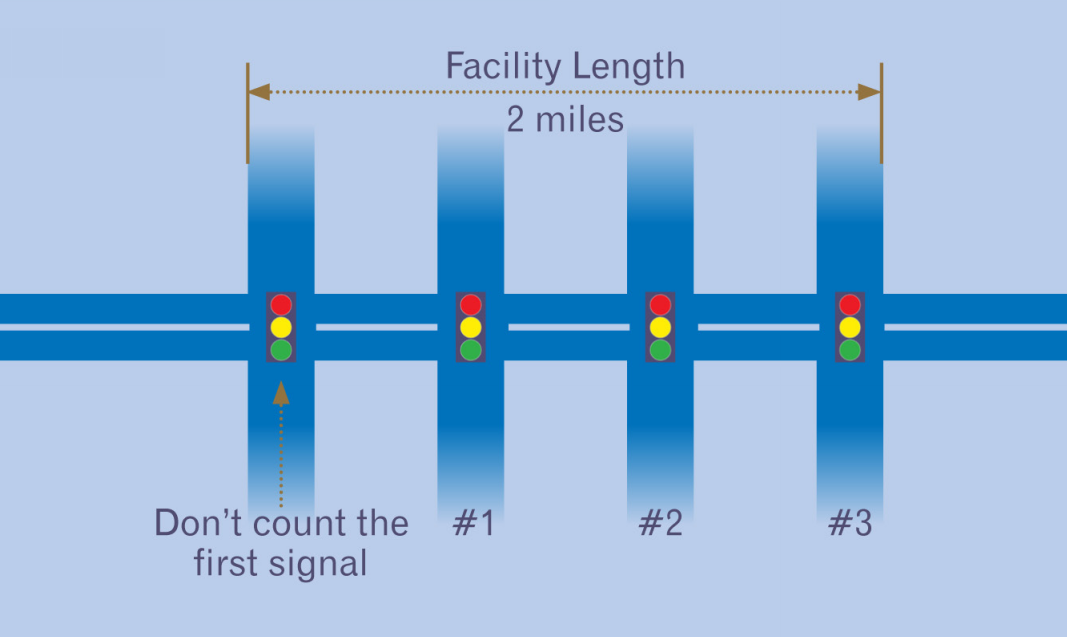 Facility Length
2 miles
Don't count the
first signal
#1
#2
#3